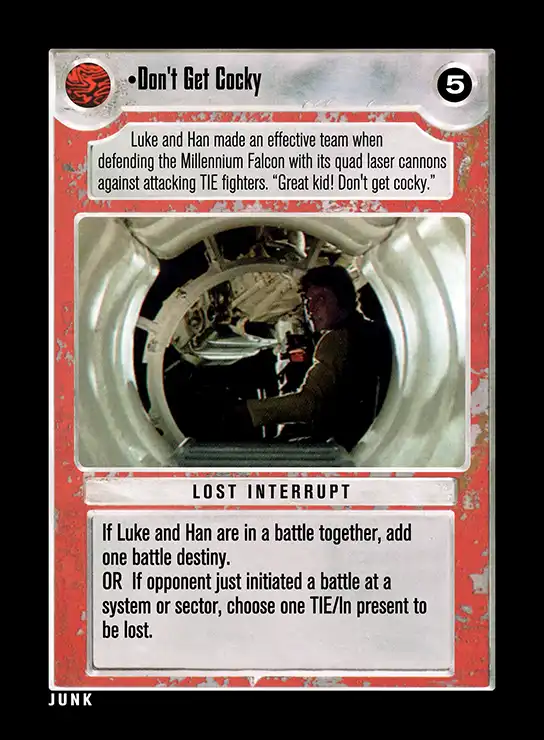 •Don't Get Cocky
5
Luke and Han made an effective team when
defending the Millennium Falcon with its quad laser cannons
against attacking TIE fighters. “Great kid! Don't get cocky.”
LOST INTERRUPT
If Luke and Han are in a battle together, add
one battle destiny.
OR If opponent just initiated a battle at a
system or sector, choose one TIE/In present to
be lost.
JUNK